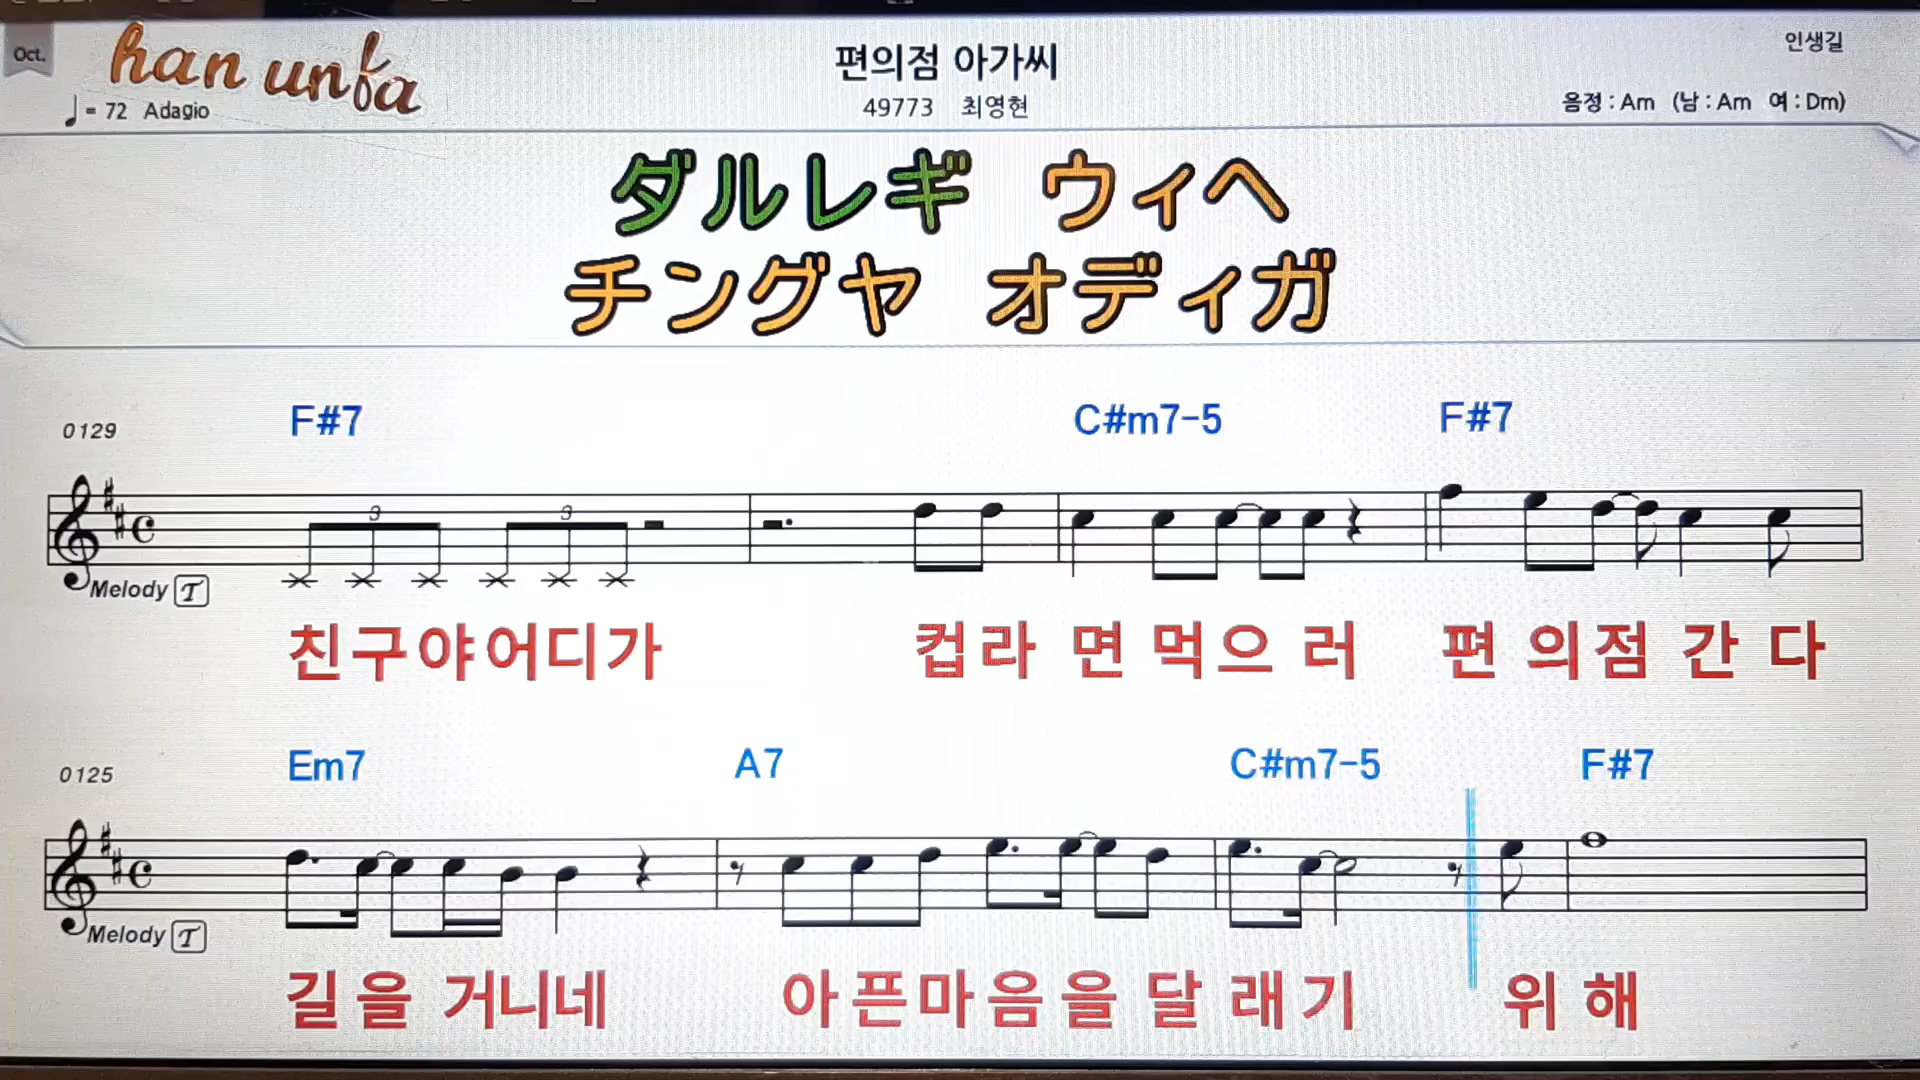 Oct.
han unfa
편의점 아가씨
인생길
♩= 72 Adagio
49773 최영현
음정 : Am (남 : Am 여 : Dm)
ダルレギ ウィヘ
チングヤ オディガ
F#7 C#m7-5 F#7
0129
3 3
Melody T
친구야어디가 컵라 면 먹으 러 편 의점 간 다
Em7 A7 C#m7-5 F#7
0125
Melody T
길을 거니네 아픈마음을 달 래기 위 해